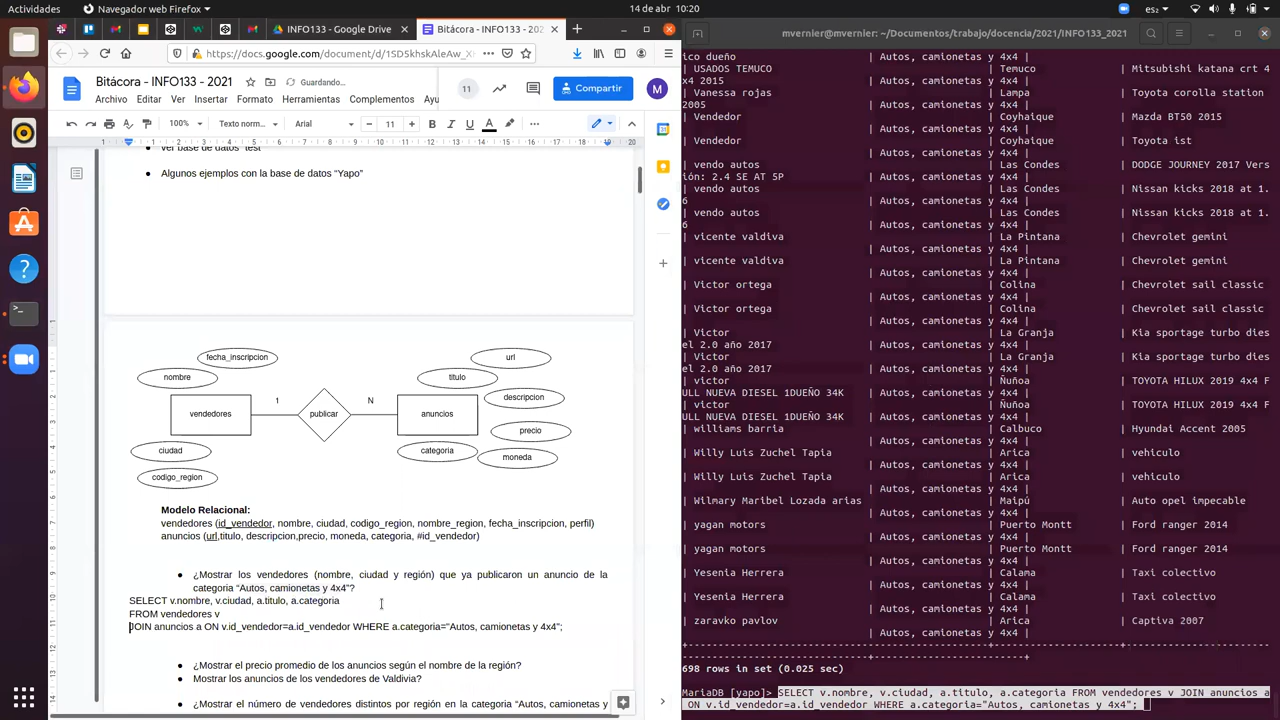 Actividades
Navegador web Firefox
14 de abr 10:20
es₂
INFO133 - Google Drive
Bitácora - INFO133 - 202
https://docs.google.com/document/d/1SD5khskAleAw_X
Bitácora - INFO133 - 2021
Guardando...
Archivo Editar Ver Insertar Formato Herramientas Complementos Ayu
11
Compartir
M
100%
Texto norm...
Arial
11
ver base de datos "test"
Algunos ejemplos con la base de datos "Yapo"
fecha_inscripcion
nombre
vendedores
ciudad
codigo_region
1
publicar
N
url
titulo
descripcion
anuncios
precio
categoria
moneda
Modelo Relacional:
vendedores (id_vendedor, nombre, ciudad, codigo_region, nombre_region, fecha_inscripcion, perfil)
anuncios (url,titulo, descripcion,precio, moneda, categoria, #id_vendedor)
¿Mostrar los vendedores (nombre, ciudad y región) que ya publicaron un anuncio de la
categoria "Autos, camionetas y 4x4"?
SELECT v.nombre, v.ciudad, a.titulo, a.categoria
FROM vendedores v
JOIN anuncios a ON v.id_vendedor=a.id_vendedor WHERE a.categoria="Autos, camionetas y 4x4";
¿Mostrar el precio promedio de los anuncios según el nombre de la región?
Mostrar los anuncios de los vendedores de Valdivia?
¿Mostrar el número de vendedores distintos por región en la categoria "Autos, camionetas y
mvernier@mvernier: ~/Documentos/trabajo/docencia/2021/INFO133_2021
ico dueño | Autos, camionetas y 4x4 |
| USADOS TEMUCO | Temuco | Mitsubishi katana crt
x4 2015 | Autos, camionetas y 4x4 |
| Vanessa rojas | Lampa | Toyota corolla station
2005 | Autos, camionetas y 4x4 |
| Vendedor | Coyhaique | Mazda BT50 2015
| Autos, camionetas y 4x4 |
| Vendedor | Coyhaique | Toyota ist
| Autos, camionetas y 4x4 |
| vendo autos | Las Condes | DODGE JOURNEY 2017 Vers
ión: 2.4 SE AT 5P | Autos, camionetas y 4x4 |
| vendo autos | Las Condes | Nissan kicks 2018 at 1.
6 | Autos, camionetas y 4x4 |
| vendo autos | Las Condes | Nissan kicks 2018 at 1.
6 | Autos, camionetas y 4x4 |
| vicente valdiva | La Pintana | Chevrolet gemini
| Autos, camionetas y 4x4 |
| vicente valdiva | La Pintana | Chevrolet gemini
| Autos, camionetas y 4x4 |
| Victor ortega | Colina | Chevrolet sail classic
| Autos, camionetas y 4x4 |
| Victor ortega | Colina | Chevrolet sail classic
| Autos, camionetas y 4x4 |
| Victor | La Granja | Kia sportage turbo dies
el 2.0 año 2017 | Autos, camionetas y 4x4 |
| Victor | La Granja | Kia sportage turbo dies
el 2.0 año 2017 | Autos, camionetas y 4x4 |
| victor | Ñuñoa | TOYOTA HILUX 2019 4x4 F
ULL NUEVA DIESEL 1DUEÑO 34K | Autos, camionetas y 4x4 |
| victor | Ñuñoa | TOYOTA HILUX 2019 4x4 F
ULL NUEVA DIESEL 1DUEÑO 34K | Autos, camionetas y 4x4 |
| williams barria | Calbuco | Hyundai Accent 2005
| Autos, camionetas y 4x4 |
| Willy Luis Zuchel Tapia | Arica | vehiculo
| Autos, camionetas y 4x4 |
| Willy Luis Zuchel Tapia | Arica | vehiculo
| Autos, camionetas y 4x4 |
| Wilmary Maribel Lozada arias | Maipú | Auto opel impecable
| Autos, camionetas y 4x4 |
| yagan motors | Puerto Montt | Ford ranger 2014
| Autos, camionetas y 4x4 |
| yagan motors | Puerto Montt | Ford ranger 2014
| Autos, camionetas y 4x4 |
| Yesenia Herrera | Calama | Taxi colectivo
| Autos, camionetas y 4x4 |
| Yesenia Herrera | Calama | Taxi colectivo
| Autos, camionetas y 4x4 |
| zaravko pavlov | Arica | Captiva 2007
| Autos, camionetas y 4x4 |
698 rows in set (0.025 sec)
MariaDB [yapo]> SELECT v.nombre, v.ciudad, a.titulo, a.categoria FROM vendedores v JOIN anuncios a
ON v.id_vendedor=a.id_vendedor WHERE a.categoria="Autos, camionetas y 4x4";